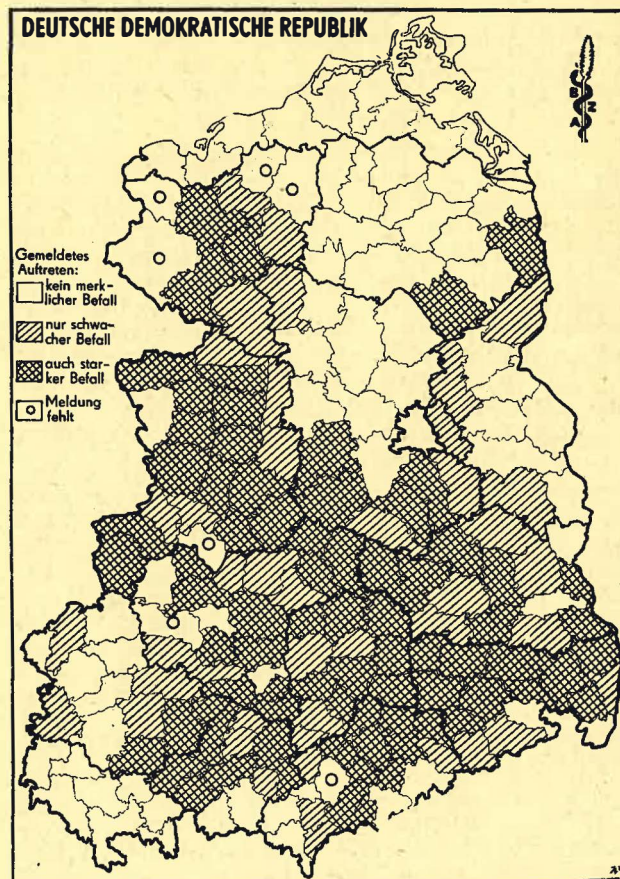 DEUTSCHE DEMOKRATISCHE REPUBLIK
B Z A
Gemeldetes
Auftreten:
kein merk-
licher Befall
nur schwa-
cher Befall
auch star-
ker Befall
Meldung
fehlt